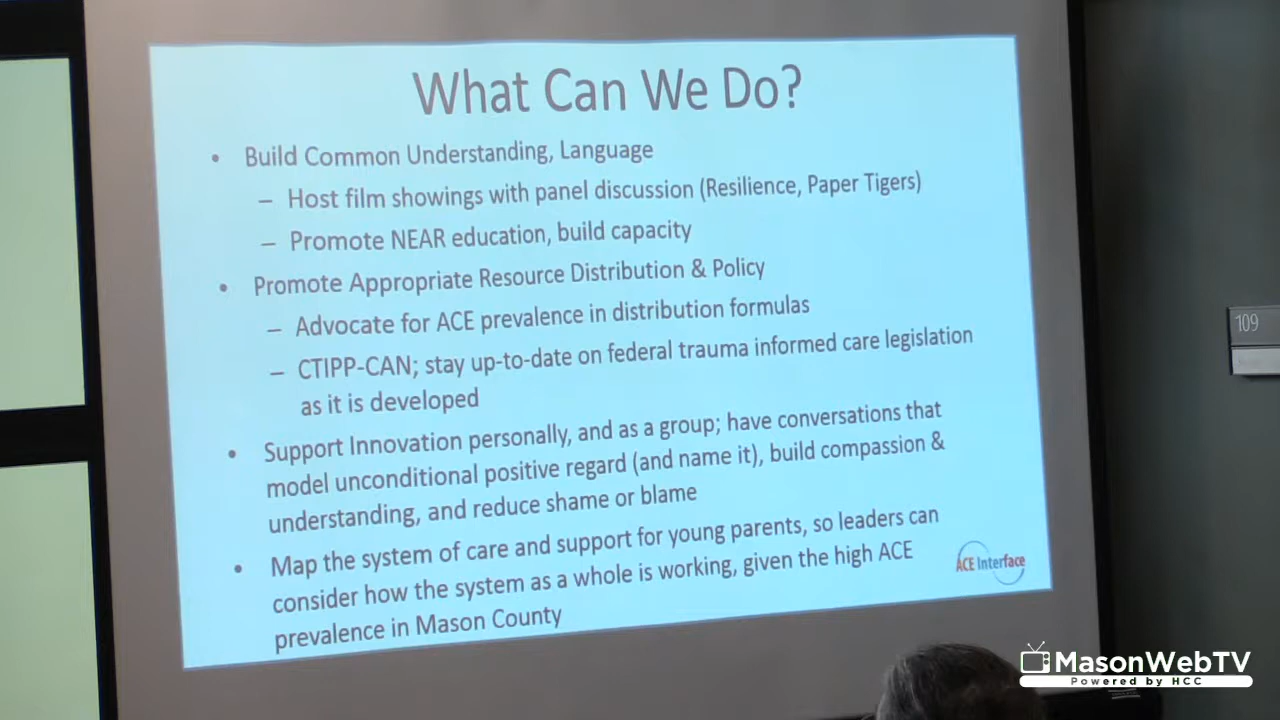 What Can We Do?
• Build Common Understanding, Language
– Host film showings with panel discussion (Resilience, Paper Tigers)
– Promote NEAR education, build capacity
• Promote Appropriate Resource Distribution & Policy
– Advocate for ACE prevalence in distribution formulas
– CTIPP-CAN; stay up-to-date on federal trauma informed care legislation
as it is developed
• Support Innovation personally, and as a group; have conversations that
model unconditional positive regard (and name it), build compassion &
understanding, and reduce shame or blame
• Map the system of care and support for young parents, so leaders can
consider how the system as a whole is working, given the high ACE
prevalence in Mason County
ACE Interface
109
MasonWebTV
Powered by HCC